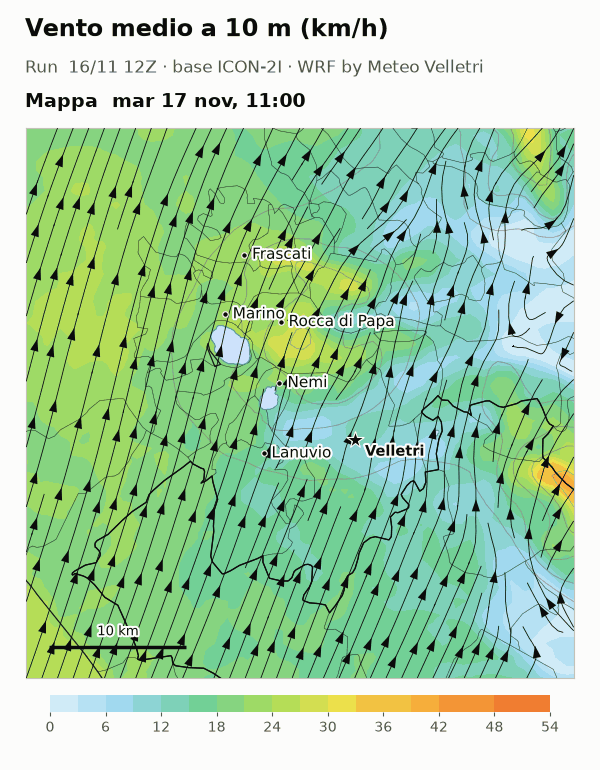 Vento medio a 10 m (km/h)
Run 16/11 12Z · base ICON-2I · WRF by Meteo Velletri
Mappa mar 17 nov, 11:00
Frascati
Marino
Rocca di Papa
Nemi
Velletri
Lanuvio
10 km
0 6 12 18 24 30 36 42 48 54